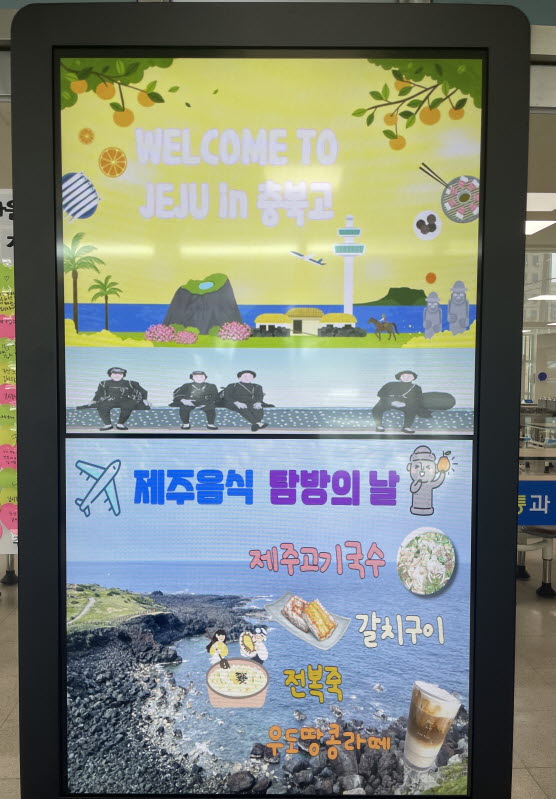 WELCOME TO
JEJU in 충북고
제주음식 탐방의 날
제주고기국수
갈치구이
전복죽
우도땅콩라떼